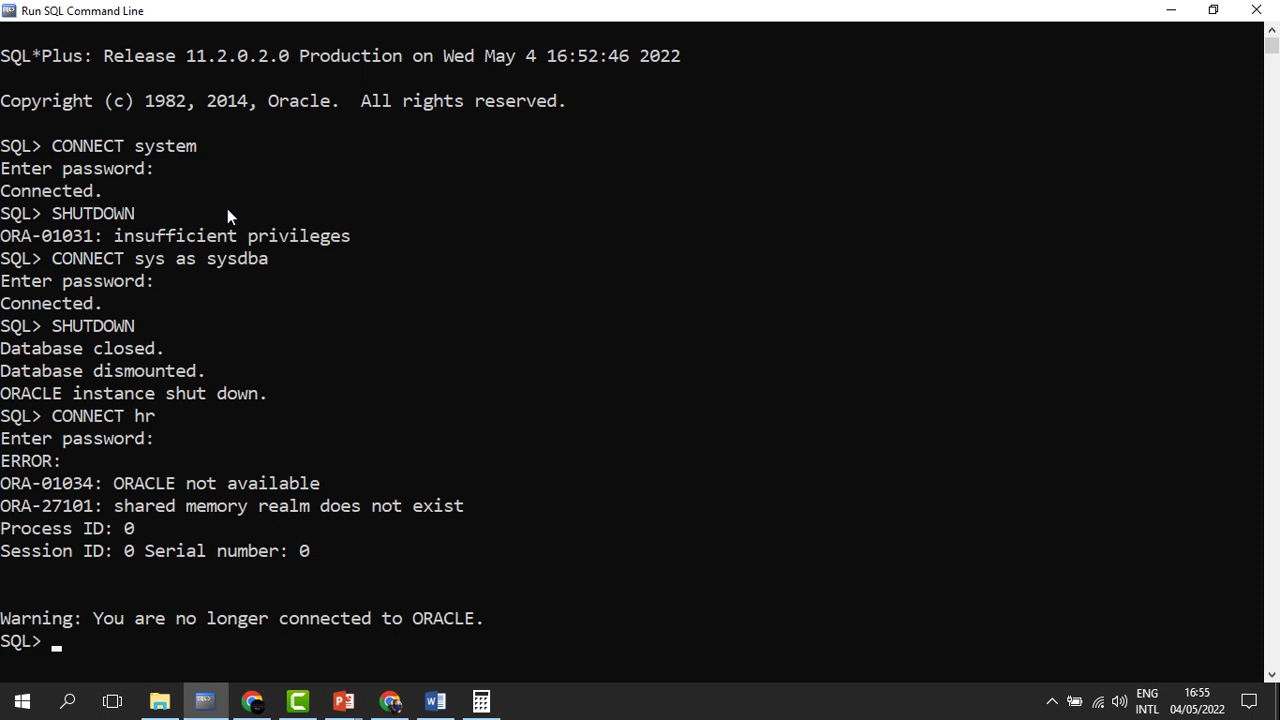 Run SQL Command Line
SQL*Plus: Release 11.2.0.2.0 Production on Wed May 4 16:52:46 2022
Copyright (c) 1982, 2014, Oracle.  All rights reserved.
SQL> CONNECT system
Enter password:
Connected.
SQL> SHUTDOWN
ORA-01031: insufficient privileges
SQL> CONNECT sys as sysdba
Enter password:
Connected.
SQL> SHUTDOWN
Database closed.
Database dismounted.
ORACLE instance shut down.
SQL> CONNECT hr
Enter password:
ERROR:
ORA-01034: ORACLE not available
ORA-27101: shared memory realm does not exist
Process ID: 0
Session ID: 0 Serial number: 0
Warning: You are no longer connected to ORACLE.
SQL>
ENG 16:55
INTL 04/05/2022